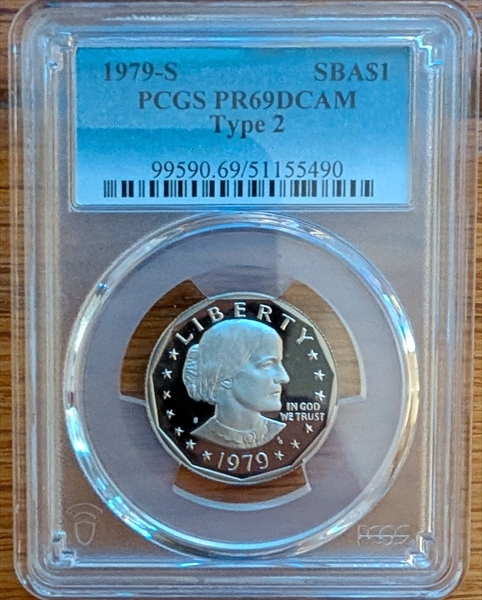 1979-S SBA$1
PCGS PR69DCAM
Type 2
99590.69/51155490
LIBERTY
IN GOD
WE TRUST
1979
PCGS